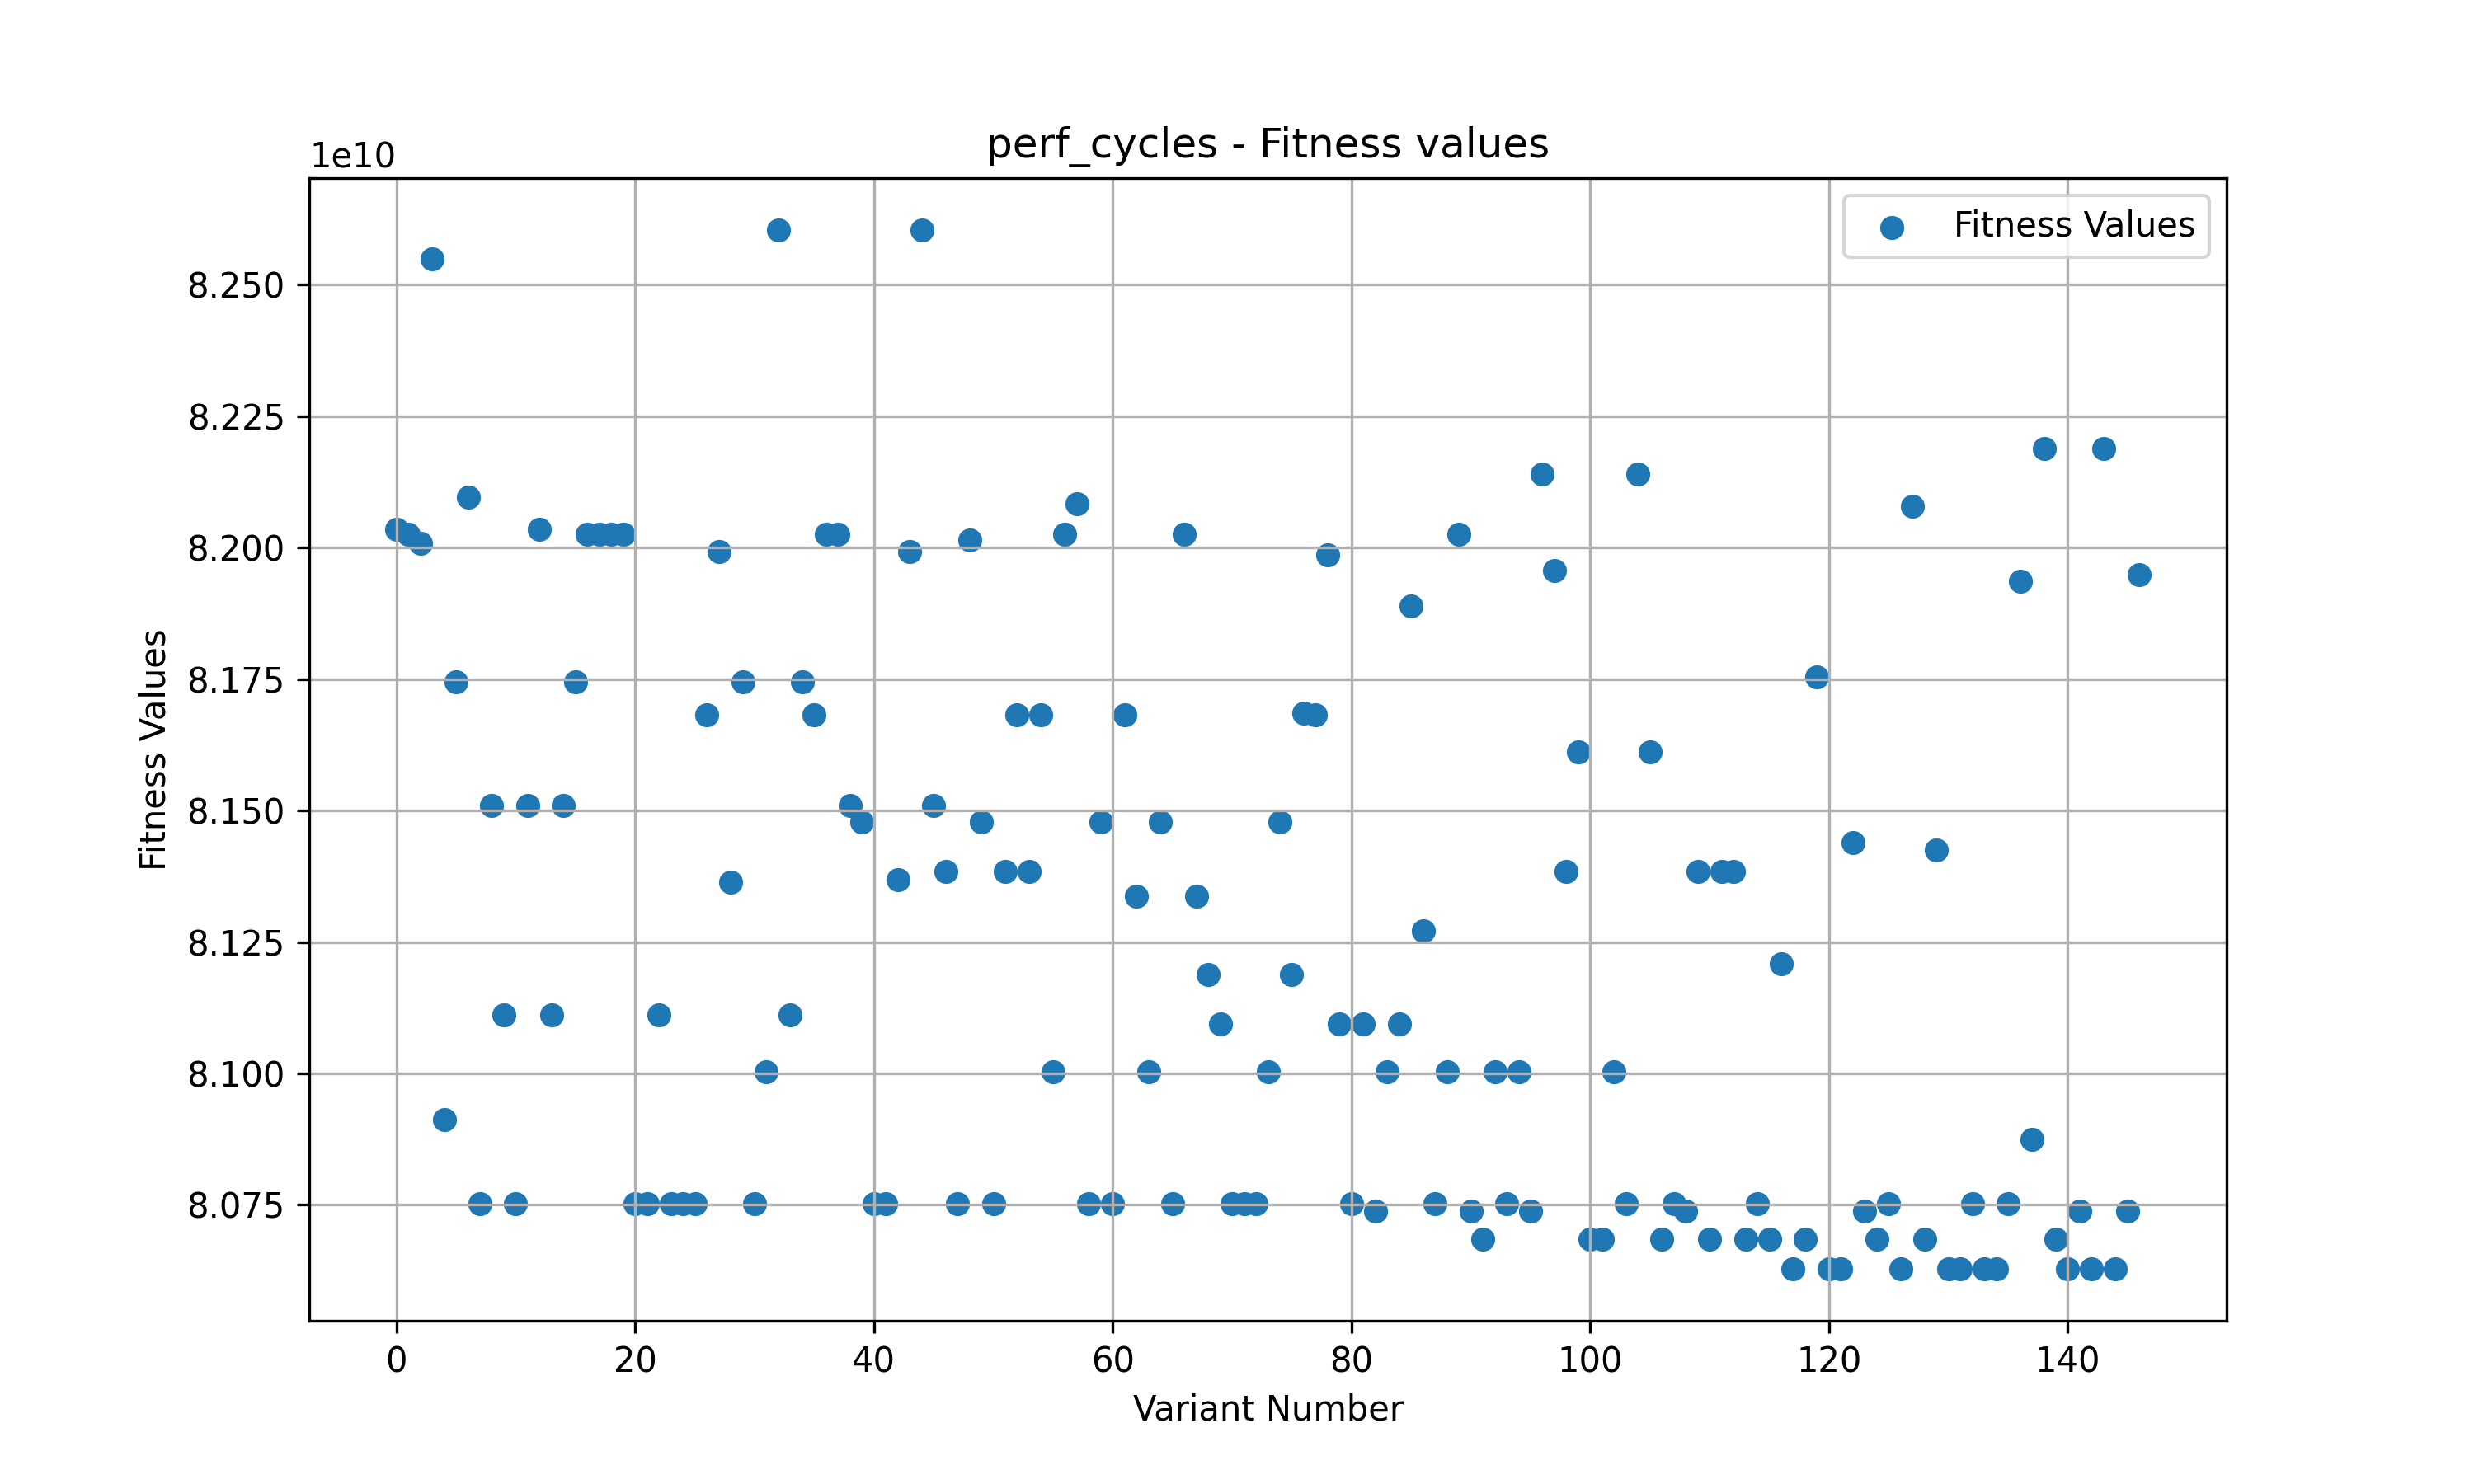 perf_cycles - Fitness values
1e10
Fitness Values
8.250
8.225
8.200
8.175
8.150
8.125
8.100
8.075
Fitness Values
0 20 40 60 80 100 120 140
Variant Number